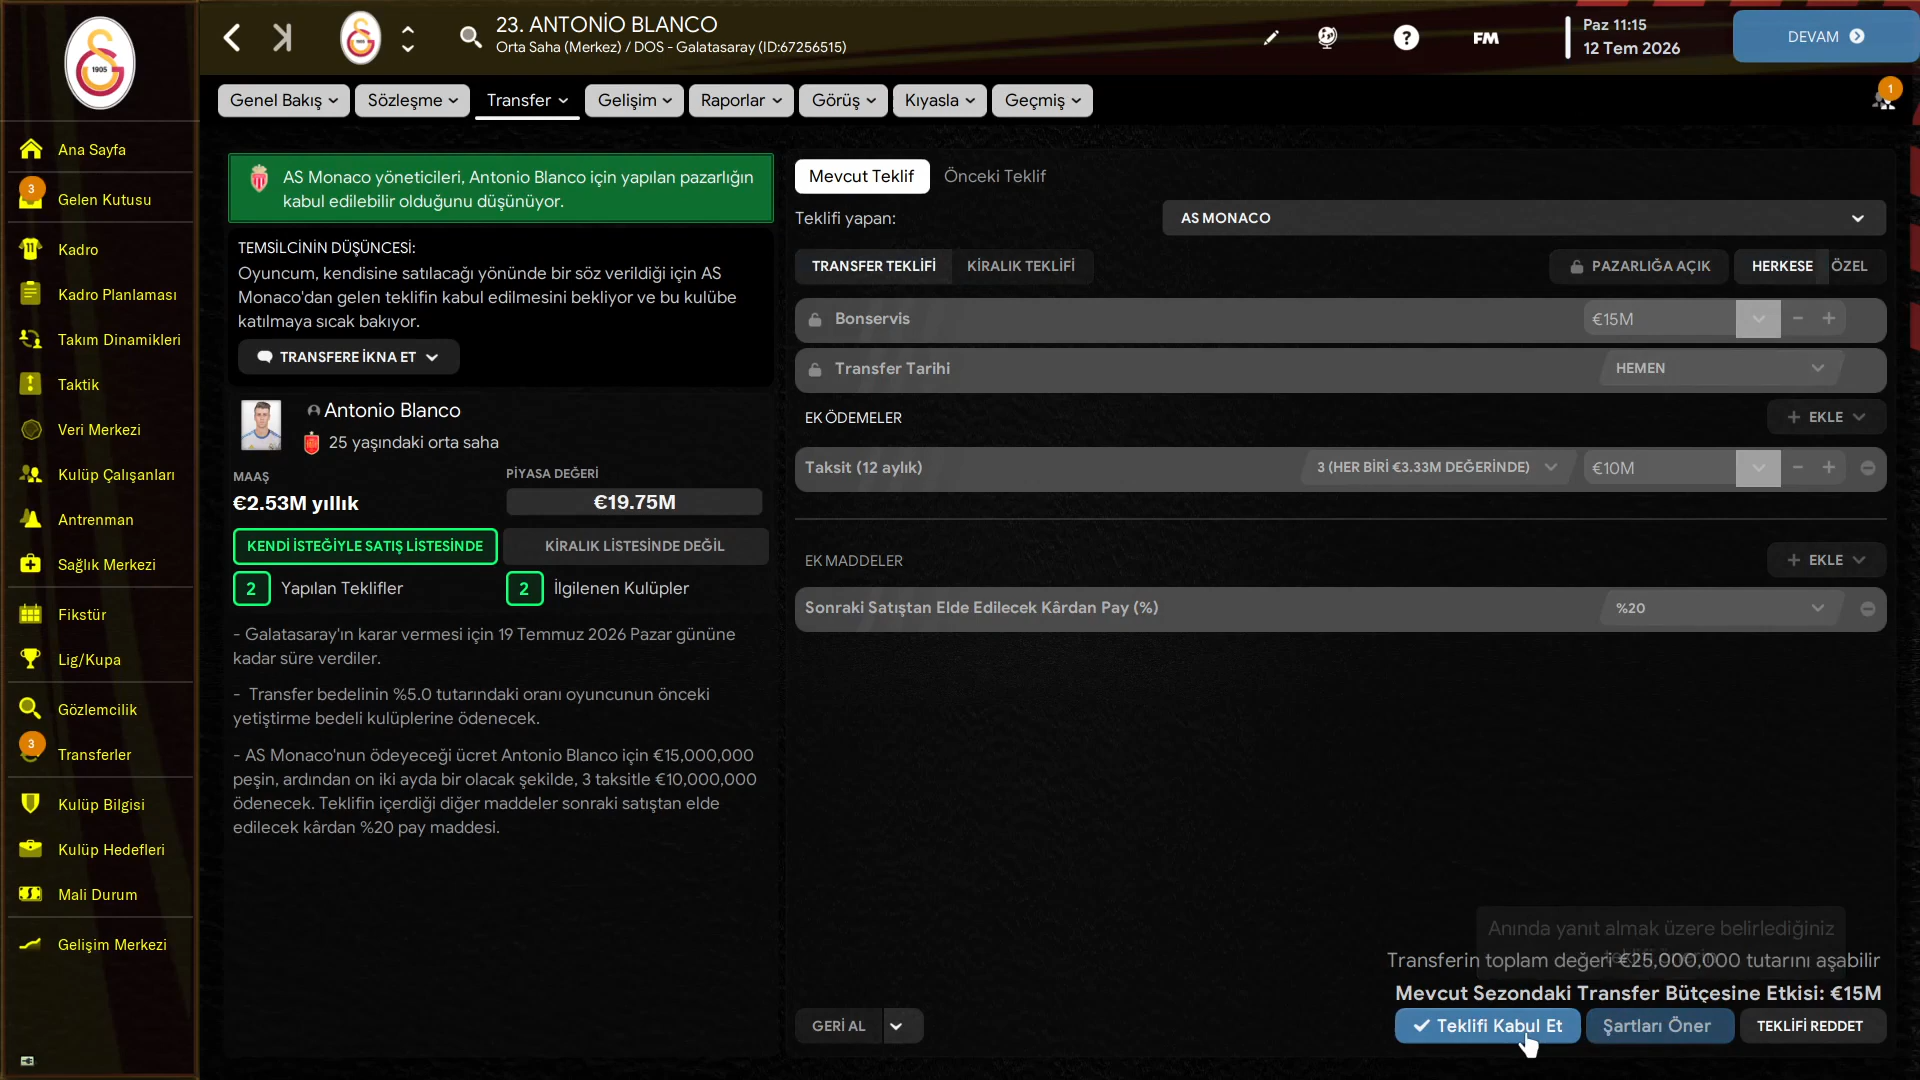 1905
Ana Sayfa
3
Gelen Kutusu
11
Kadro
Kadro Planlaması
Takım Dinamikleri
Taktik
Veri Merkezi
Kulüp Çalışanları
Antrenman
Sağlık Merkezi
Fikstür
Lig/Kupa
Gözlemcilik
3
Transferler
Kulüp Bilgisi
Kulüp Hedefleri
Mali Durum
Gelişim Merkezi
23. ANTONİO BLANCO
Orta Saha (Merkez) / DOS - Galatasaray (ID:67256515)
?
FM
Paz 11:15
12 Tem 2026
DEVAM
Genel Bakış
Sözleşme
Transfer
Gelişim
Raporlar
Görüş
Kıyasla
Geçmiş
1
AS Monaco yöneticileri, Antonio Blanco için yapılan pazarlığın
kabul edilebilir olduğunu düşünüyor.
TEMSİLCİNİN DÜŞÜNCESİ:
Oyuncum, kendisine satılacağı yönünde bir söz verildiği için AS
Monaco'dan gelen teklifin kabul edilmesini bekliyor ve bu kulübe
katılmaya sıcak bakıyor.
TRANSFERE İKNA ET
Antonio Blanco
25 yaşındaki orta saha
MAAŞ
€2.53M yıllık
PİYASA DEĞERİ
€19.75M
KENDİ İSTEĞİYLE SATIŞ LİSTESİNDE
KİRALIK LİSTESİNDE DEĞİL
2 Yapılan Teklifler
2 İlgilenen Kulüpler
- Galatasaray'ın karar vermesi için 19 Temmuz 2026 Pazar gününe
kadar süre verdiler.
- Transfer bedelinin %5.0 tutarındaki oranı oyuncunun önceki
yetiştirme bedeli kulüplerine ödenecek.
- AS Monaco'nun ödeyeceği ücret Antonio Blanco için €15,000,000
peşin, ardından on iki ayda bir olacak şekilde, 3 taksitle €10,000,000
ödenecek. Teklifin içerdiği diğer maddeler sonraki satıştan elde
edilecek kârdan %20 pay maddesi.
Mevcut Teklif
Önceki Teklif
Teklifi yapan:
AS MONACO
TRANSFER TEKLİFİ
KİRALIK TEKLİFİ
PAZARLIĞA AÇIK
HERKESE
ÖZEL
Bonservis
€15M
Transfer Tarihi
HEMEN
EK ÖDEMELER
EKLE
Taksit (12 aylık)
3 (HER BİRİ €3.33M DEĞERİNDE)
€10M
EK MADDELER
EKLE
Sonraki Satıştan Elde Edilecek Kârdan Pay (%)
%20
Anında yanıt almak üzere belirlediğiniz
Transferin toplam değeri €25,000,000 tutarını aşabilir
Mevcut Sezondaki Transfer Bütçesine Etkisi: €15M
GERİ AL
Teklifi Kabul Et
Şartları Öner
TEKLİFİ REDDET